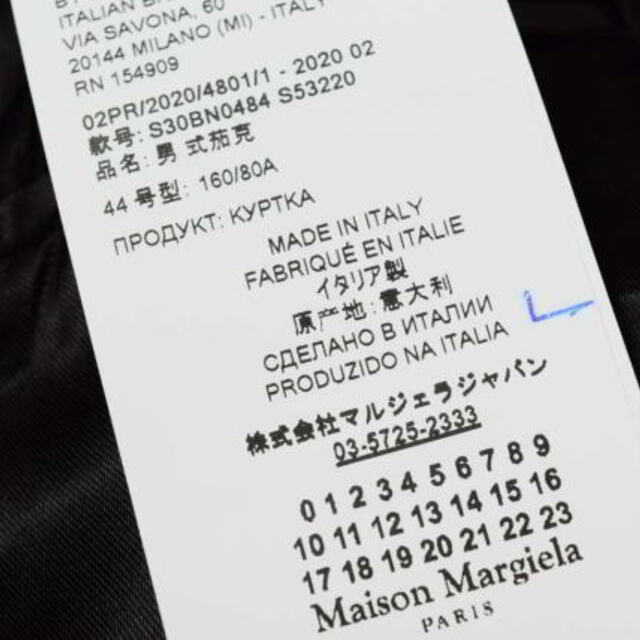 VIA SAVONA, 60
20144 MILANO (MI) - ITALY
RN 154909
02PR/2020/4801/1 - 2020 02
款号: S30BN0484 S53220
品名: 男 式茄克
44 号型: 160/80A
ПРОДУКТ: КУРТКА
MADE IN ITALY
FABRIQUÉ EN ITALIE
イタリア製
原产地: 意大利
СДЕЛАНО В ИТАЛИИ
PRODUZIDO NA ITALIA
株式会社マルジェラジャパン
03-5725-2333
0 1 2 3 4 5 6 7 8 9
10 11 12 13 14 15 16
17 18 19 20 21 22 23
Maison Margiela
PARIS